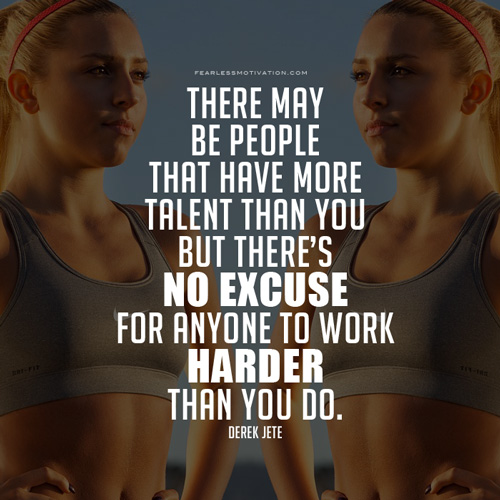 FEARLESSMOTIVATION.COM
THERE MAY
BE PEOPLE
THAT HAVE MORE
TALENT THAN YOU
BUT THERE'S
NO EXCUSE
FOR ANYONE TO WORK
HARDER
THAN YOU DO.
DEREK JETE